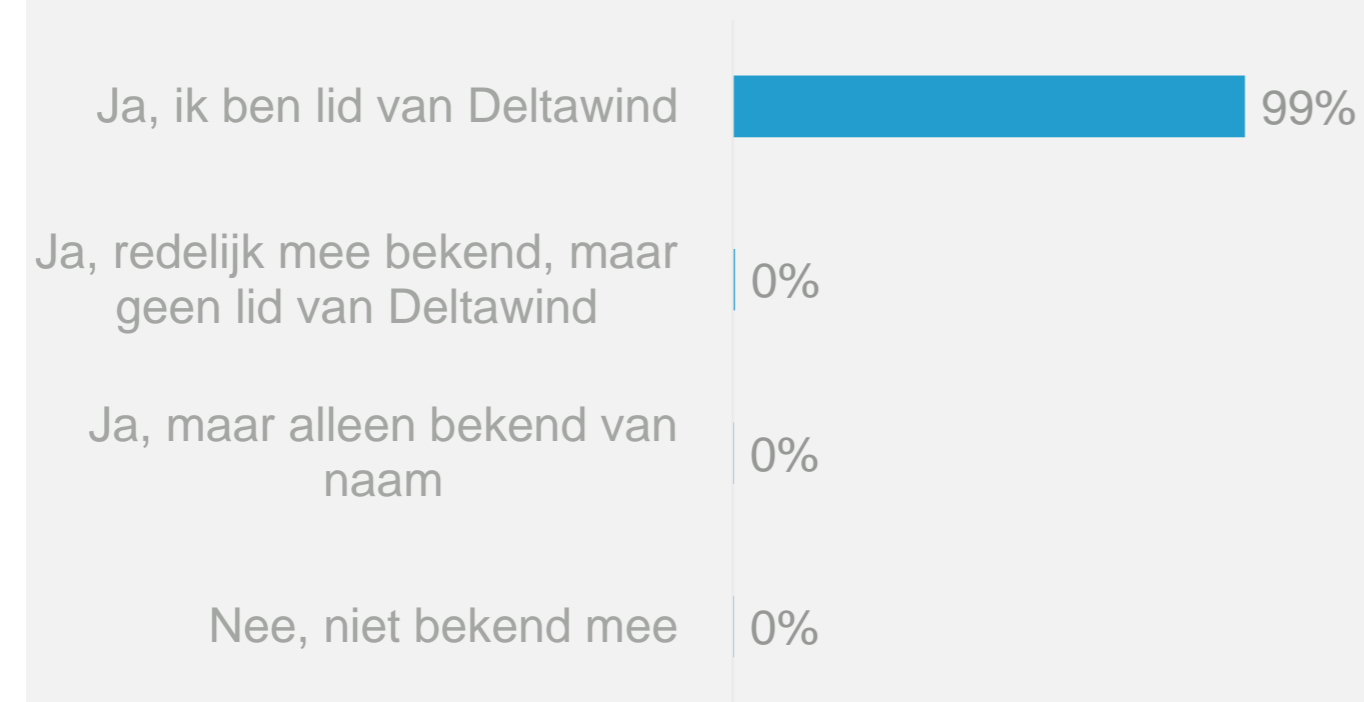 Ja, ik ben lid van Deltawind 99%
Ja, redelijk mee bekend, maar
geen lid van Deltawind 0%
Ja, maar alleen bekend van
naam 0%
Nee, niet bekend mee 0%